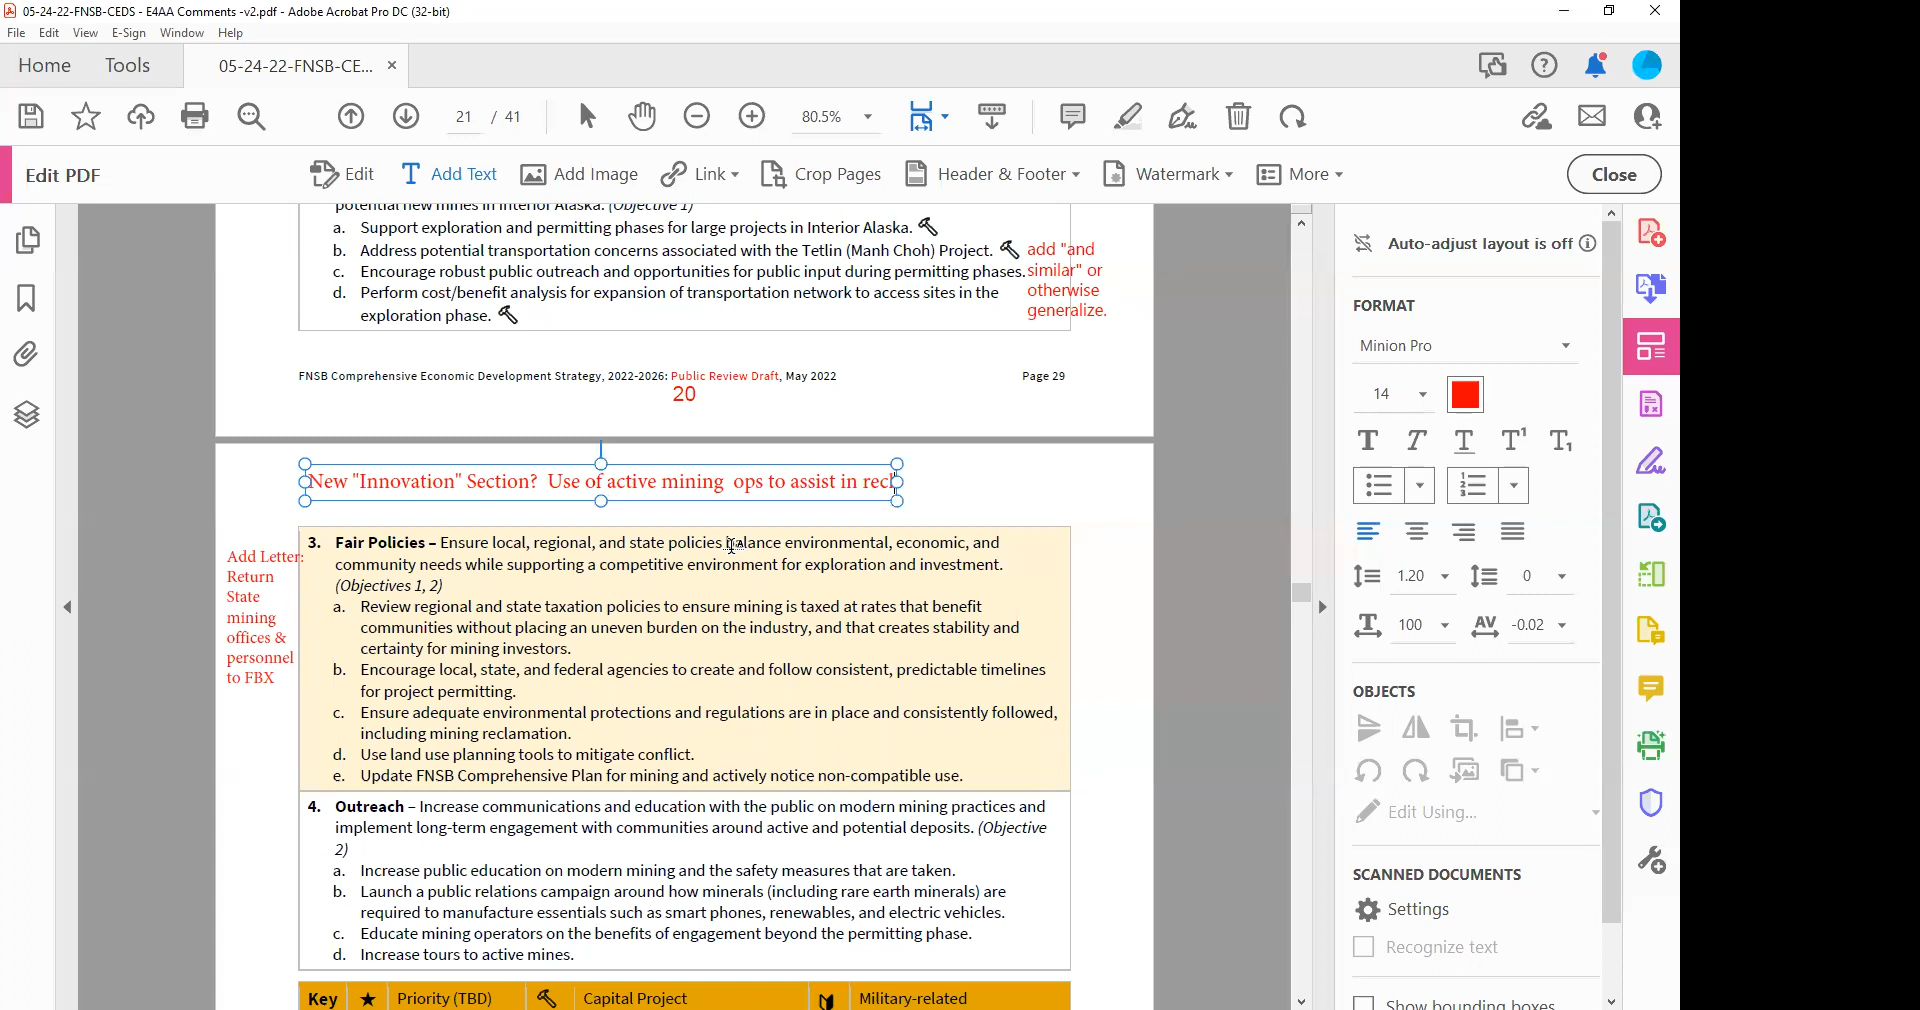 05-24-22-FNSB-CEDS - E4AA Comments -v2.pdf - Adobe Acrobat Pro DC (32-bit)
File Edit View E-Sign Window Help
Home Tools 05-24-22-FNSB-CE... ×
21 / 41 80.5%
Edit PDF Edit Add Text Add Image Link Crop Pages Header & Footer Watermark More Close
potential new mines in Interior Alaska. (Objective 1)
a. Support exploration and permitting phases for large projects in Interior Alaska.
b. Address potential transportation concerns associated with the Tetlin (Manh Choh) Project.
c. Encourage robust public outreach and opportunities for public input during permitting phases.
d. Perform cost/benefit analysis for expansion of transportation network to access sites in the
exploration phase.
add "and
similar" or
otherwise
generalize.
FNSB Comprehensive Economic Development Strategy, 2022-2026: Public Review Draft, May 2022 Page 29
20
New "Innovation" Section?  Use of active mining  ops to assist in recl
Add Letter:
Return
State
mining
offices &
personnel
to FBX
3. Fair Policies – Ensure local, regional, and state policies balance environmental, economic, and
community needs while supporting a competitive environment for exploration and investment.
(Objectives 1, 2)
a. Review regional and state taxation policies to ensure mining is taxed at rates that benefit
communities without placing an uneven burden on the industry, and that creates stability and
certainty for mining investors.
b. Encourage local, state, and federal agencies to create and follow consistent, predictable timelines
for project permitting.
c. Ensure adequate environmental protections and regulations are in place and consistently followed,
including mining reclamation.
d. Use land use planning tools to mitigate conflict.
e. Update FNSB Comprehensive Plan for mining and actively notice non-compatible use.
4. Outreach – Increase communications and education with the public on modern mining practices and
implement long-term engagement with communities around active and potential deposits. (Objective
2)
a. Increase public education on modern mining and the safety measures that are taken.
b. Launch a public relations campaign around how minerals (including rare earth minerals) are
required to manufacture essentials such as smart phones, renewables, and electric vehicles.
c. Educate mining operators on the benefits of engagement beyond the permitting phase.
d. Increase tours to active mines.
Key ★ Priority (TBD) Capital Project Military-related
Auto-adjust layout is off
FORMAT
Minion Pro
14
T T T T¹ T₁
1.20 0
100 AV -0.02
OBJECTS
Edit Using...
SCANNED DOCUMENTS
Settings
Recognize text
Show bounding boxes